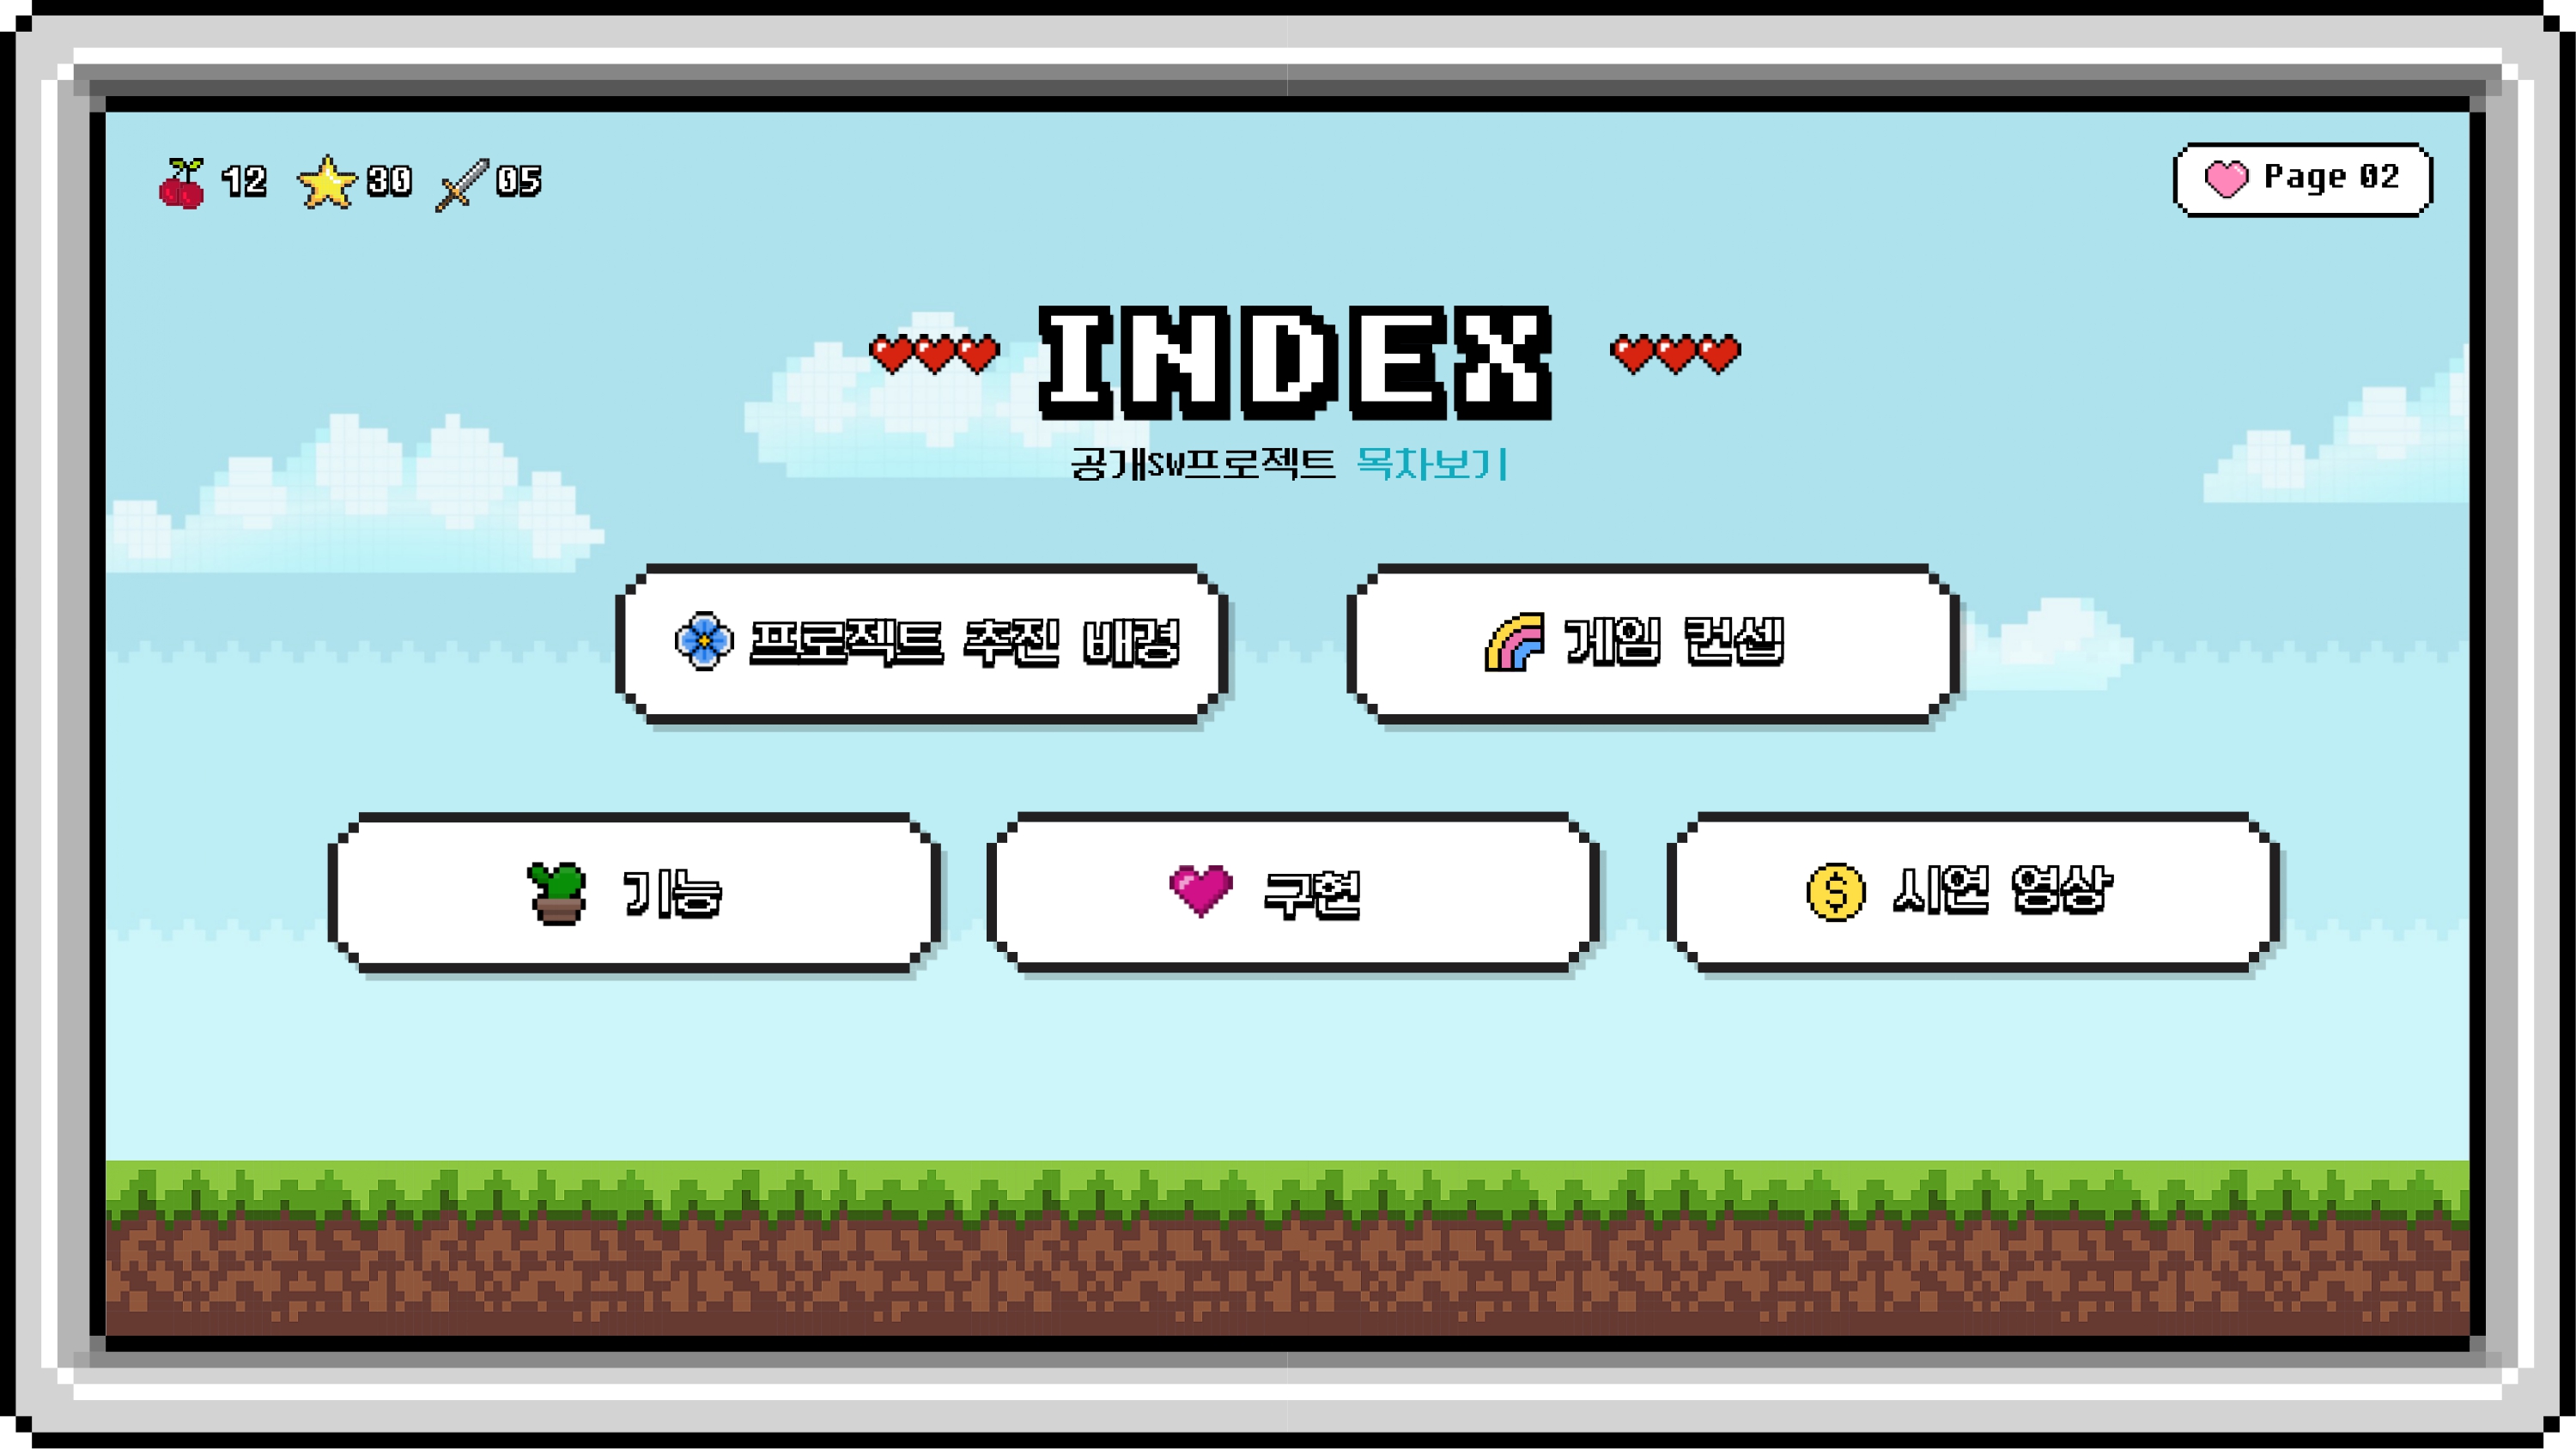 12 30 05
Page 02
INDEX
공개SW프로젝트 목차보기
프로젝트 추진 배경
게임 컨셉
기능
구현
시연 영상